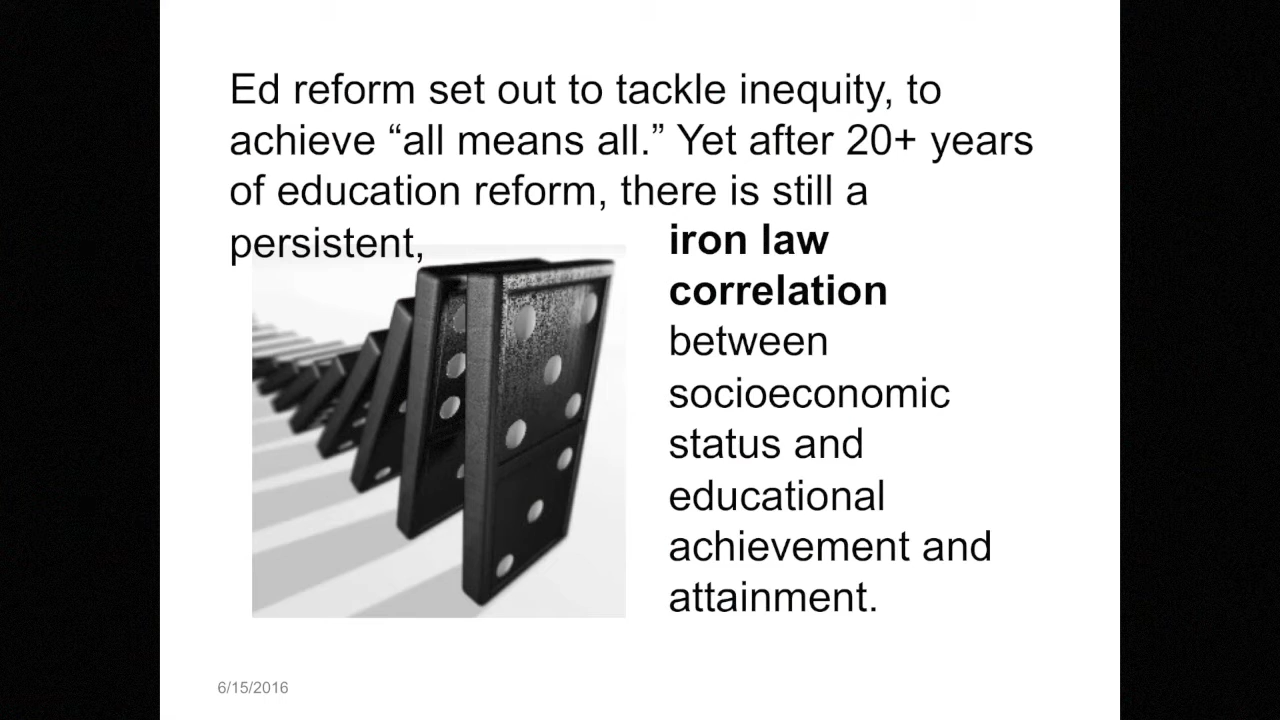 Ed reform set out to tackle inequity, to
achieve “all means all.” Yet after 20+ years
of education reform, there is still a
persistent,
iron law
correlation
between
socioeconomic
status and
educational
achievement and
attainment.
6/15/2016